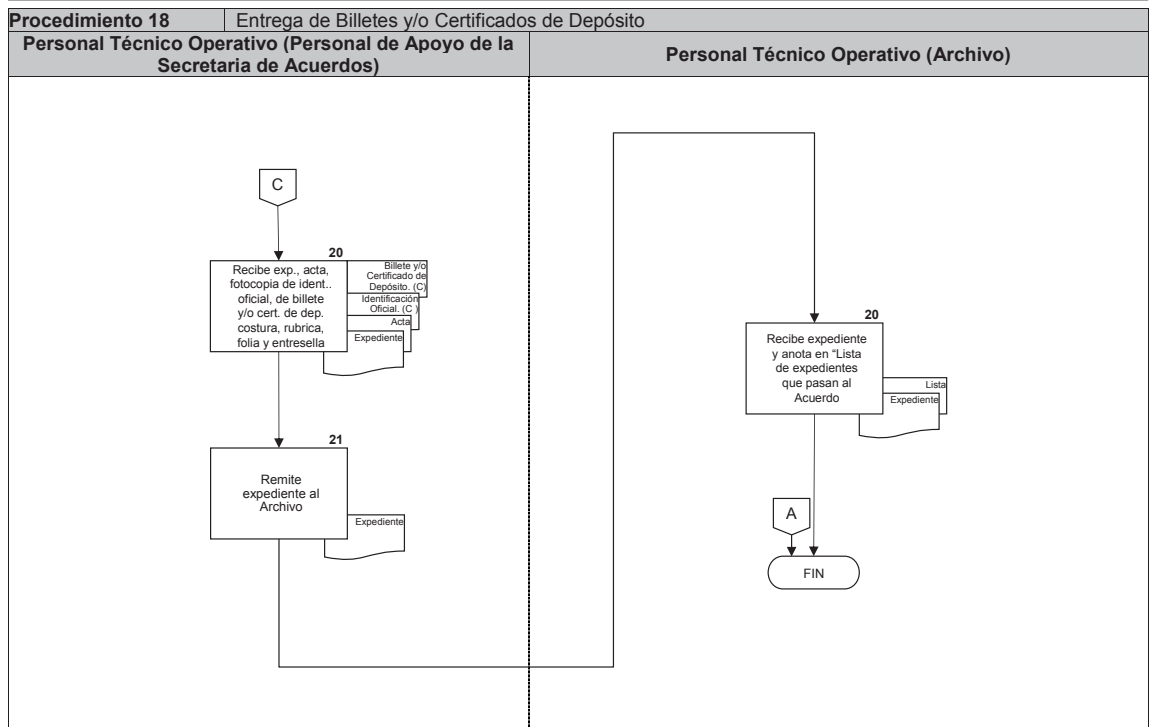 Procedimiento 18 Entrega de Billetes y/o Certificados de Depósito
Personal Técnico Operativo (Personal de Apoyo de la
Secretaria de Acuerdos)
Personal Técnico Operativo (Archivo)
C
20
Recibe exp., acta,
fotocopia de ident..
oficial, de billete
y/o cert. de dep.
costura, rubrica,
folia y entresella
Billete y/o
Certificado de
Depósito. (C)
Identificación
Oficial. (C )
Acta
Expediente
21
Remite
expediente al
Archivo
Expediente
20
Recibe expediente
y anota en “Lista
de expedientes
que pasan al
Acuerdo
Lista
Expediente
A
FIN